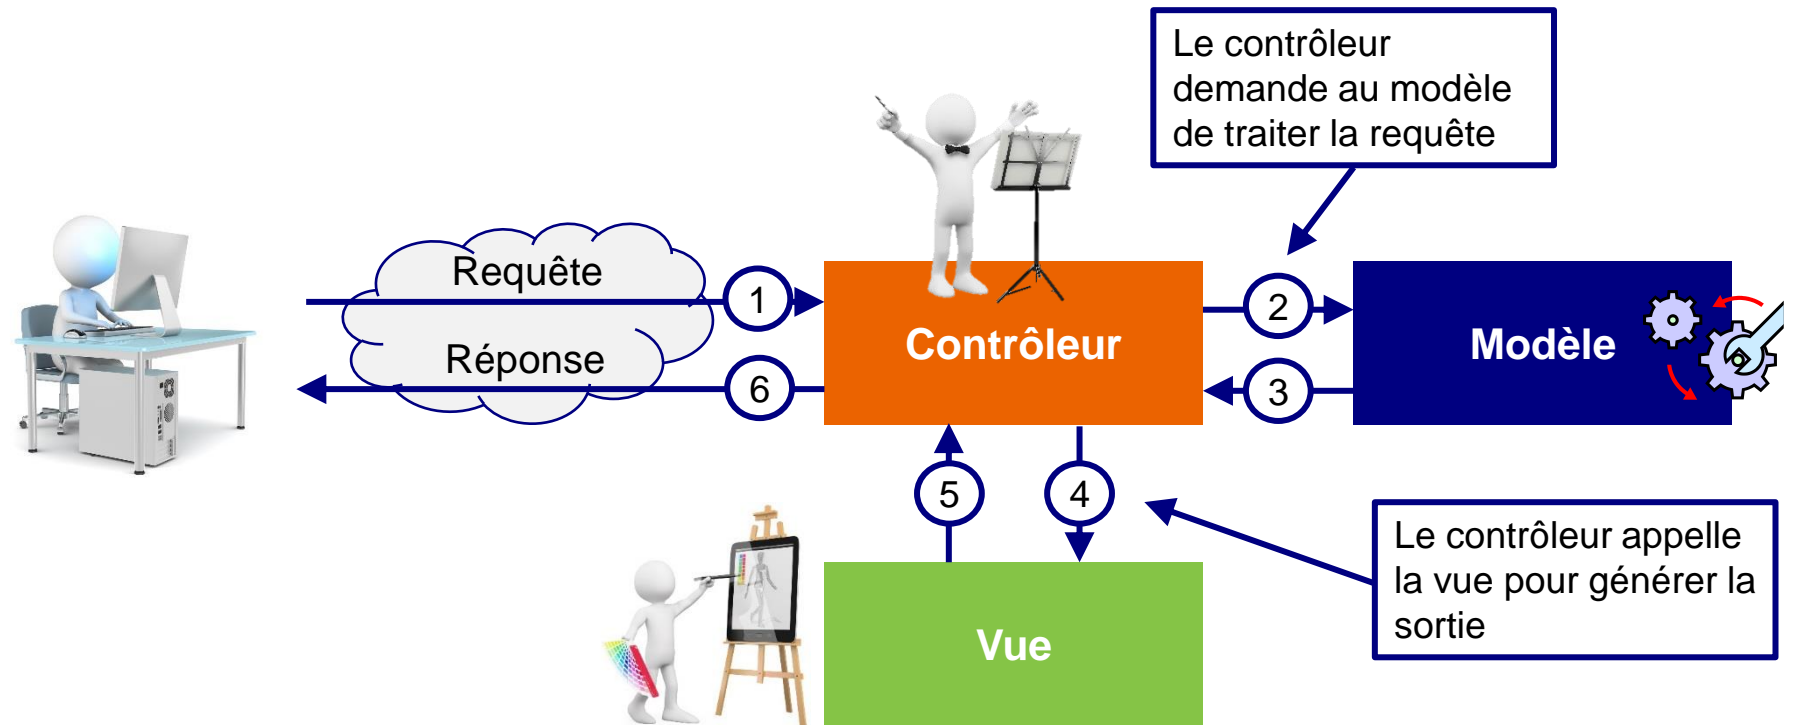 Le contrôleur
demande au modèle
de traiter la requête
Requête
1
2
Contrôleur
Modèle
Réponse
6
3
5
4
Le contrôleur appelle
la vue pour générer la
sortie
Vue